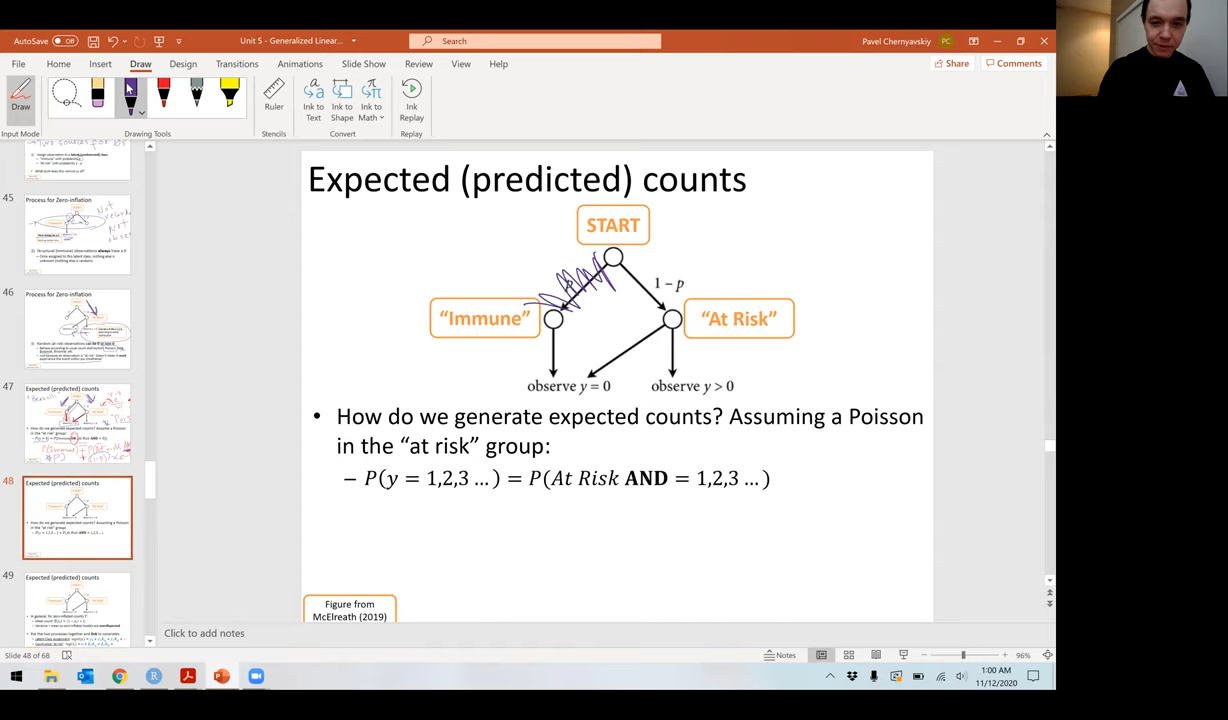 AutoSave Off Unit 5 - Generalized Linear... Search Pavel Chernyavskiy PC
File Home Insert Draw Design Transitions Animations Slide Show Review View Help Share Comments
Draw
Input Mode
Drawing Tools
Ruler
Stencils
Ink to Text
Ink to Shape
Ink to Math
Convert
Ink Replay
Replay
45
Process for Zero-inflation
46
Process for Zero-inflation
47
Expected (predicted) counts
48
Expected (predicted) counts
49
Expected (predicted) counts
Expected (predicted) counts
START
1 − p
"Immune"
"At Risk"
observe y = 0
observe y > 0
• How do we generate expected counts? Assuming a Poisson
in the "at risk" group:
– P(y = 1,2,3 ...) = P(At Risk AND = 1,2,3 ...)
Figure from
McElreath (2019)
Click to add notes
Slide 48 of 68
Notes
96%
1:00 AM
11/12/2020